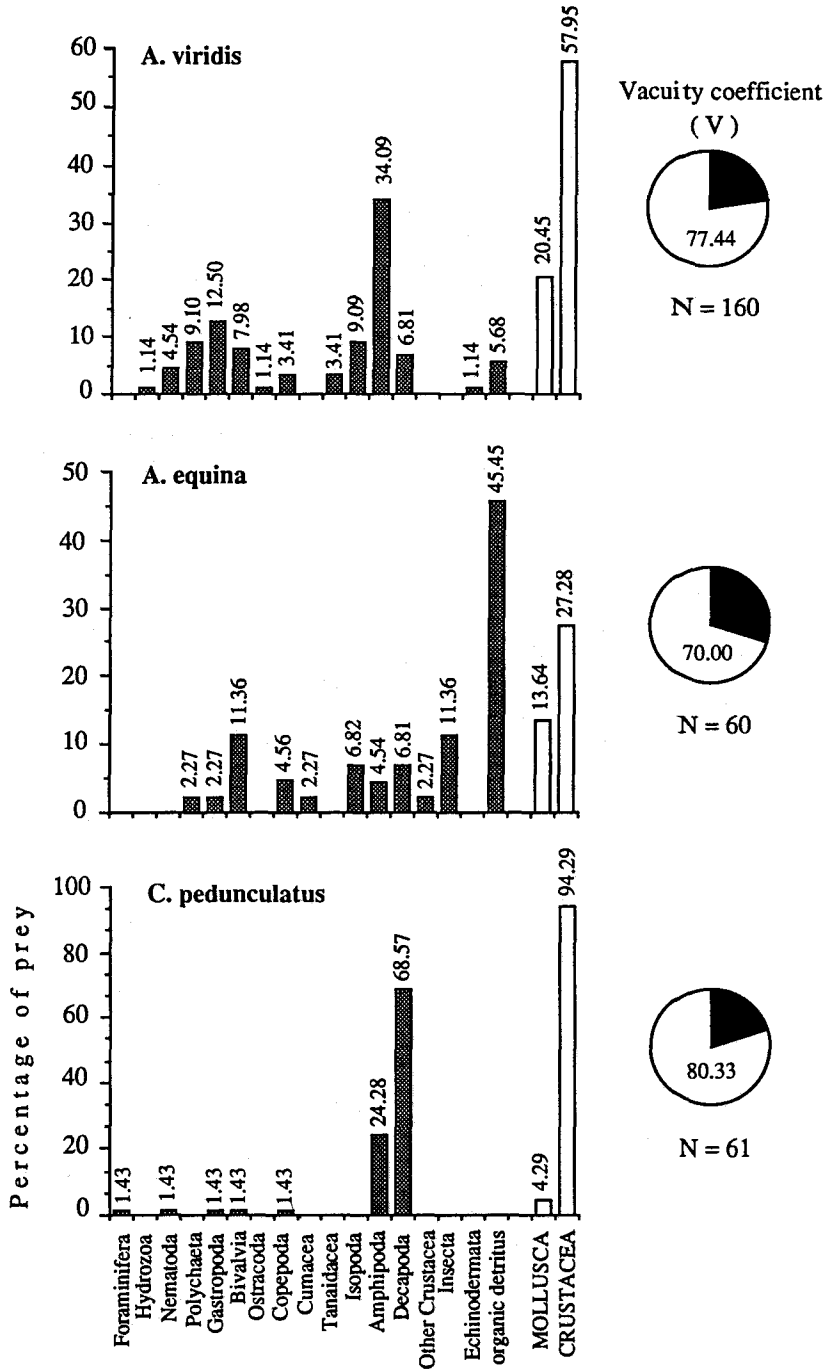 A. viridis
60
50
40
30
20
10
0
1.14
4.54
9.10
12.50
7.98
1.14
3.41
3.41
9.09
34.09
6.81
1.14
5.68
20.45
57.95
Vacuity coefficient
( V )
77.44
N = 160
A. equina
50
40
30
20
10
0
2.27
2.27
11.36
4.56
2.27
6.82
4.54
6.81
2.27
11.36
45.45
13.64
27.28
70.00
N = 60
C. pedunculatus
Percentage of prey
100
80
60
40
20
0
1.43
1.43
1.43
1.43
1.43
24.28
68.57
4.29
94.29
80.33
N = 61
Foraminifera
Hydrozoa
Nematoda
Polychaeta
Gastropoda
Bivalvia
Ostracoda
Copepoda
Cumacea
Tanaidacea
Isopoda
Amphipoda
Decapoda
Other Crustacea
Insecta
Echinodermata
organic detritus
MOLLUSCA
CRUSTACEA